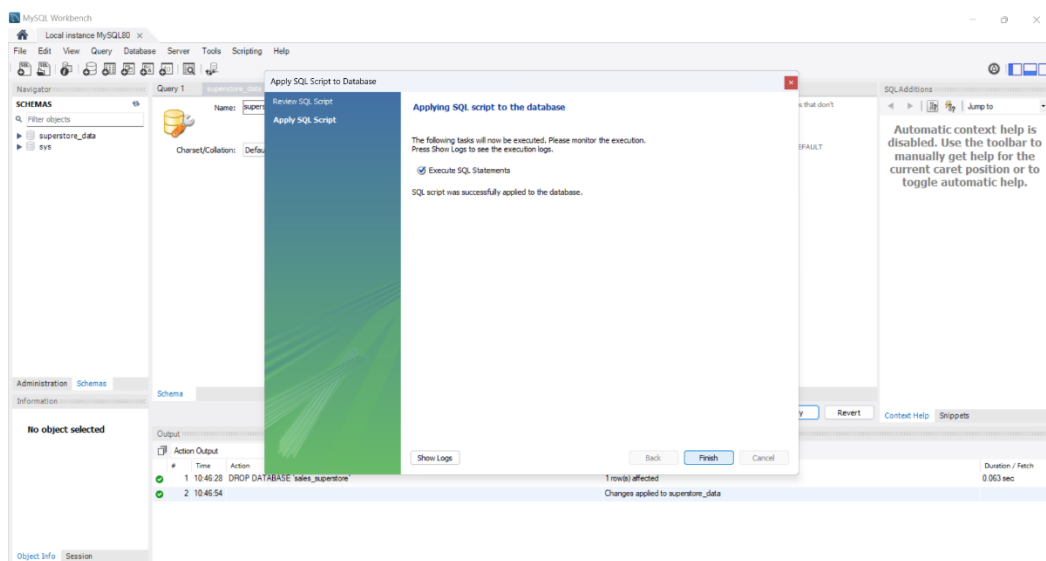 MySQL Workbench
Local instance MySQL80 ×
File Edit View Query Database Server Tools Scripting Help
Navigator
SCHEMAS
Filter objects
superstore_data
sys
Administration Schemas
Information
No object selected
Object Info Session
Query 1 superstore_data
Name: supers
Charset/Collation: Defau
s that don't
EFAULT
Schema
y Revert
Apply SQL Script to Database
Review SQL Script
Apply SQL Script
Applying SQL script to the database
The following tasks will now be executed. Please monitor the execution.
Press Show Logs to see the execution logs.
Execute SQL Statements
SQL script was successfully applied to the database.
Show Logs Back Finish Cancel
SQLAdditions
Jump to
Automatic context help is
disabled. Use the toolbar to
manually get help for the
current caret position or to
toggle automatic help.
Context Help Snippets
Output
Action Output
# Time Action Duration / Fetch
1 10:46:28 DROP DATABASE `sales_superstore` 1 row(s) affected 0.063 sec
2 10:46:54 Changes applied to superstore_data